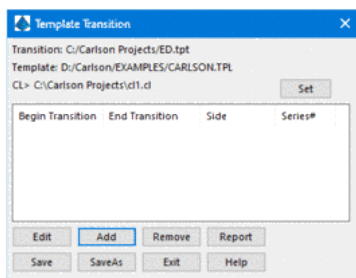 Template Transition
Transition: C:/Carlson Projects/ED.tpt
Template: D:/Carlson/EXAMPLES/CARLSON.TPL
CL> C:\Carlson Projects\cl1.cl Set
Begin Transition End Transition Side Series#
Edit Add Remove Report
Save SaveAs Exit Help